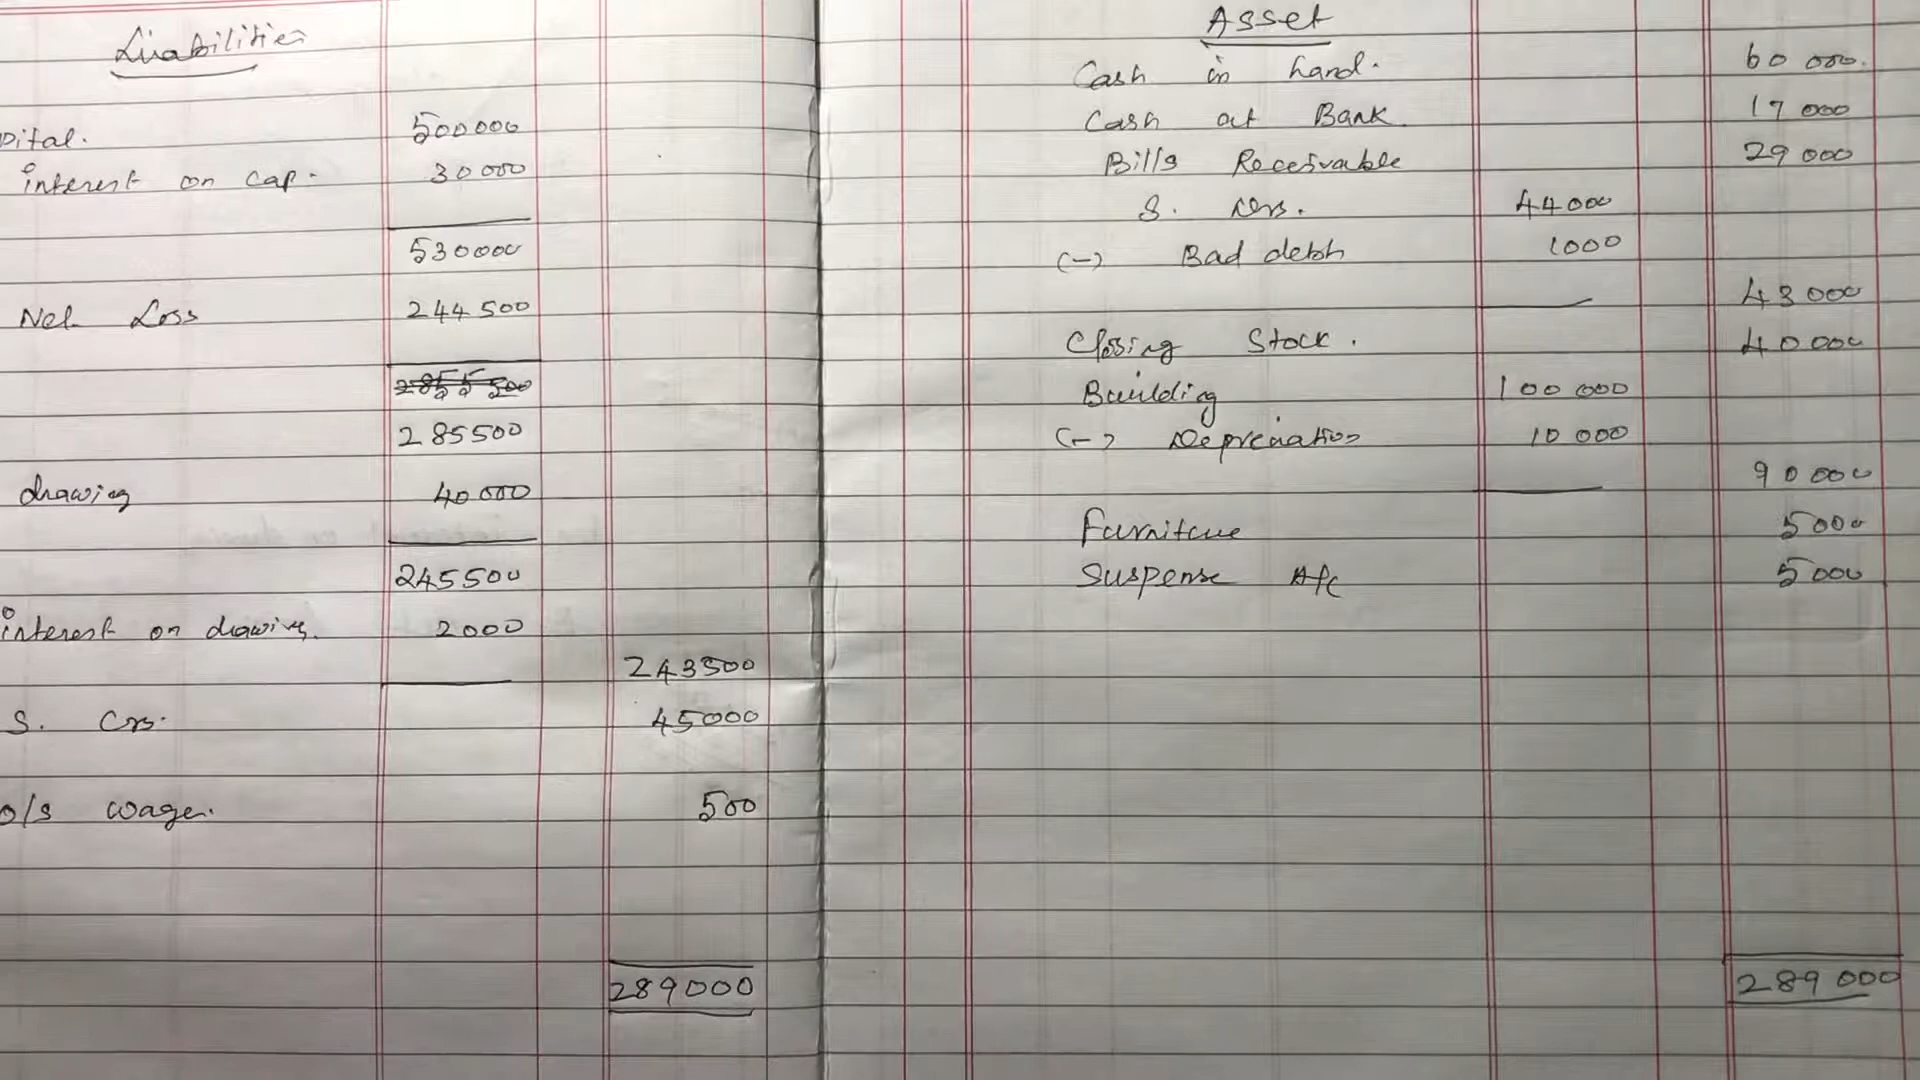 Liabilities
pital. 500000
interest on cap. 30000
530000
Net Loss 244500
285500
drawing 40000
245500
interest on drawing. 2000
243500
S. Crs. 45000
o/s wage. 500
289000
Asset
Cash in hand. 60000.
Cash at Bank 17000
Bills Receivable 29000
S. Drs. 44000
(-) Bad debts 1000
43000
Closing Stock. 40000
Building 100000
(-) Depreciation 10000
90000
Furniture 5000
Suspense A/c 5000
289000